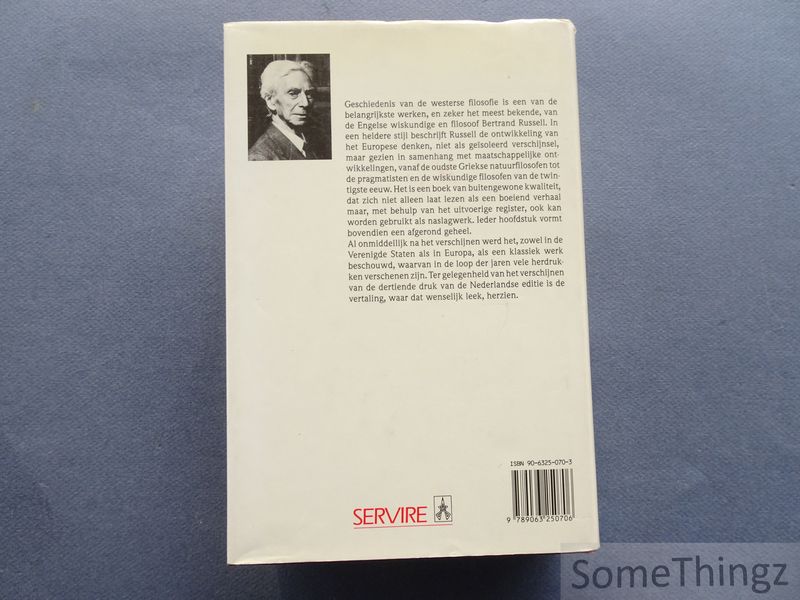 Geschiedenis van de westerse filosofie is een van de
belangrijkste werken, en zeker het meest bekende, van
de Engelse wiskundige en filosoof Bertrand Russell. In
een heldere stijl beschrijft Russell de ontwikkeling van
het Europese denken, niet als geïsoleerd verschijnsel,
maar gezien in samenhang met maatschappelijke ont-
wikkelingen, vanaf de oudste Griekse natuurfilosofen tot
de pragmatisten en de wiskundige filosofen van de twin-
tigste eeuw. Het is een boek van buitengewone kwaliteit,
dat zich niet alleen laat lezen als een boeiend verhaal
maar, met behulp van het uitvoerige register, ook kan
worden gebruikt als naslagwerk. Ieder hoofdstuk vormt
bovendien een afgerond geheel.
Al onmiddellijk na het verschijnen werd het, zowel in de
Verenigde Staten als in Europa, als een klassiek werk
beschouwd, waarvan in de loop der jaren vele herdruk-
ken verschenen zijn. Ter gelegenheid van het verschijnen
van de dertiende druk van de Nederlandse editie is de
vertaling, waar dat wenselijk leek, herzien.
ISBN 90-6325-070-3
9 789063 250706
SERVIRE
SomeThingz